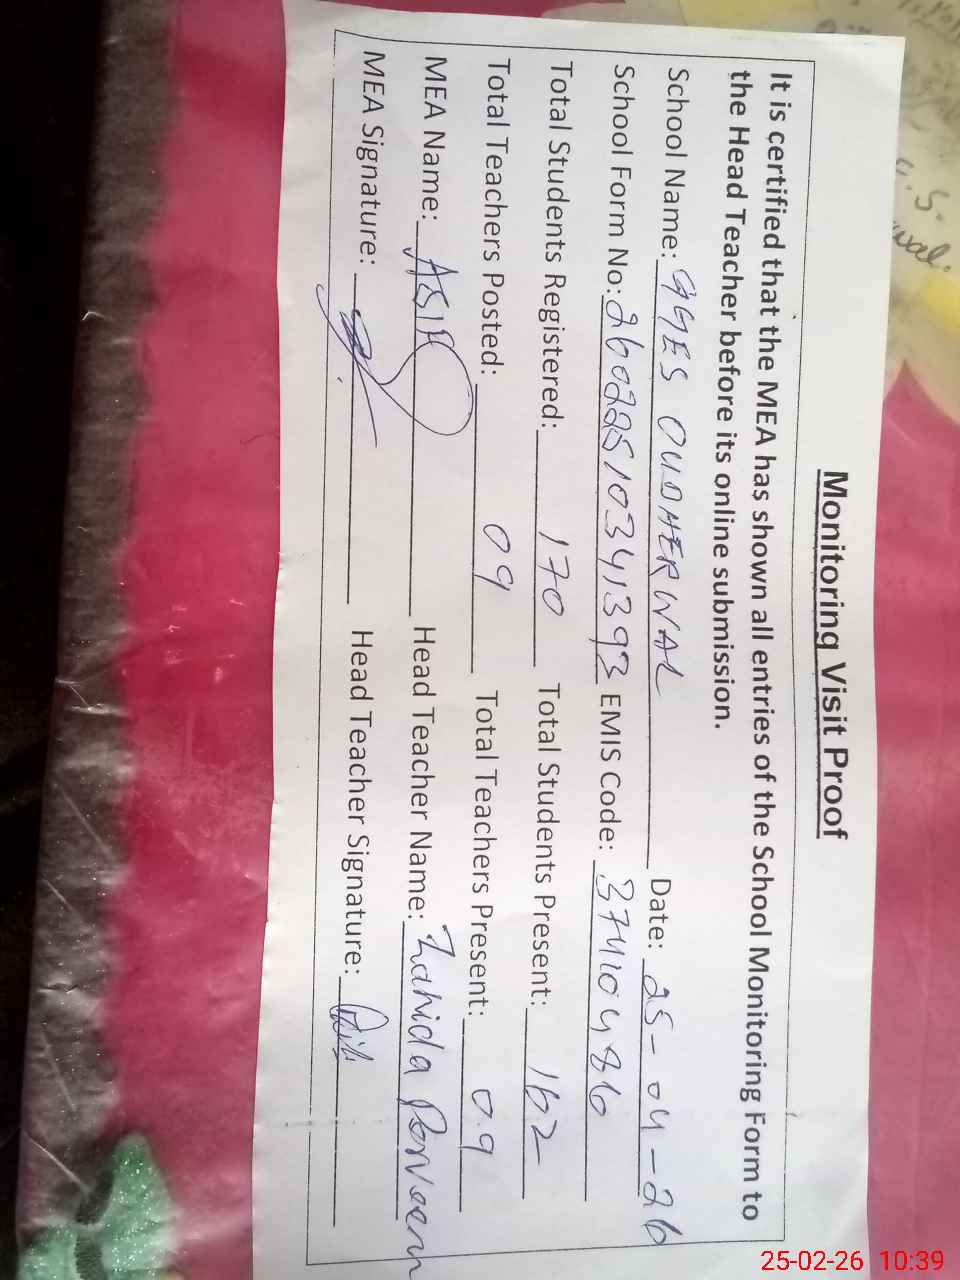 Monitoring Visit Proof
It is certified that the MEA has shown all entries of the School Monitoring Form to
the Head Teacher before its online submission.
School Name: GGES OUDHERWAL Date: 25-04-26
School Form No: 26022510341393 EMIS Code: 37410486
Total Students Registered: 170 Total Students Present: 162
Total Teachers Posted: 09 Total Teachers Present: 09
MEA Name: ASIF Head Teacher Name: Zahida Perveen
MEA Signature: Head Teacher Signature:
25-02-26 10:39